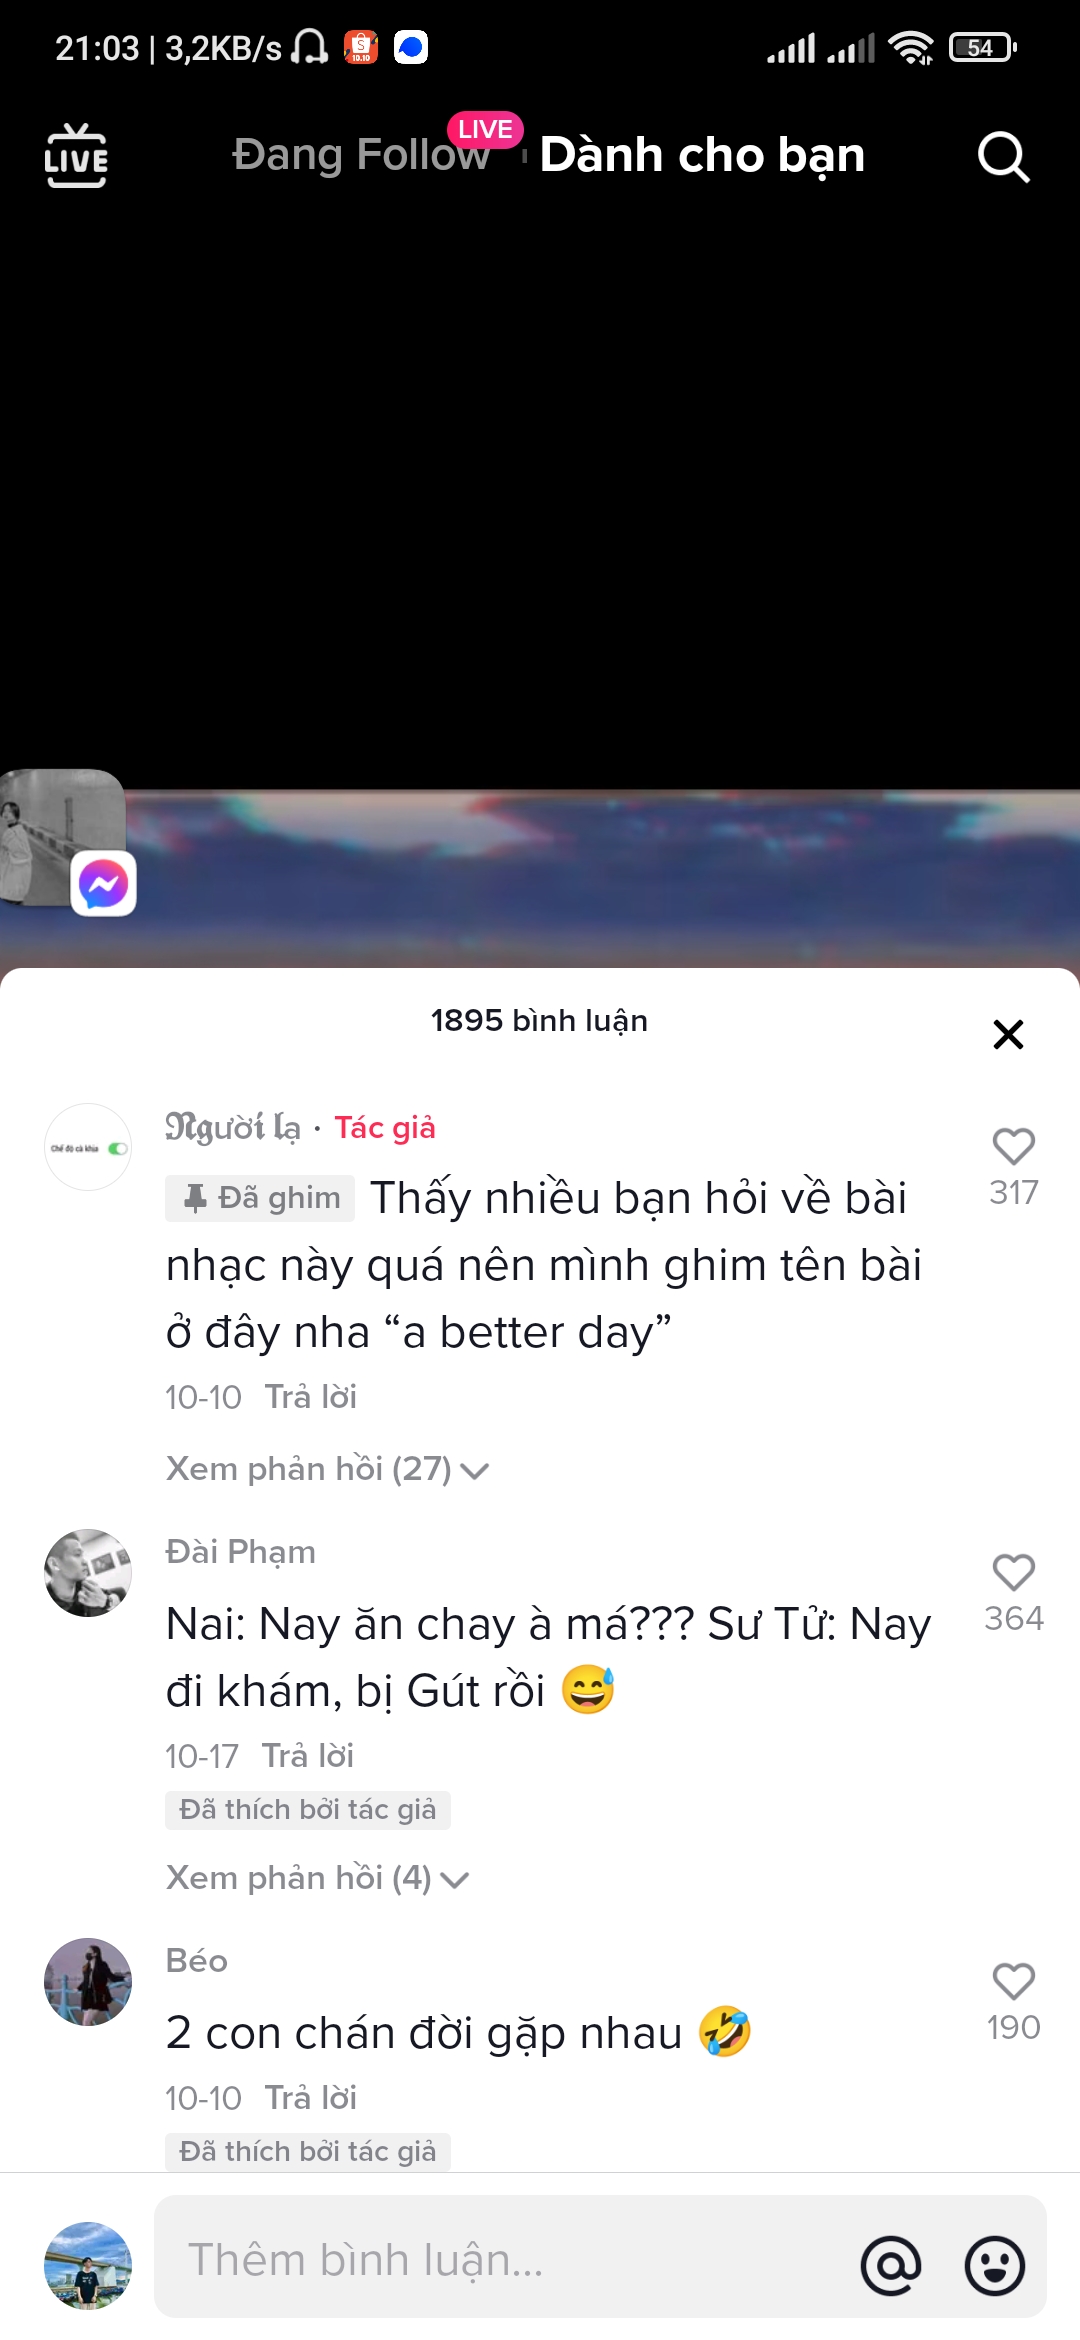 21:03 | 3,2KB/s
54
LIVE
Đang Follow
LIVE
Dành cho bạn
1895 bình luận
Chế độ cà khịa
𝕹𝖌ười 𝖑ạ · Tác giả
Đã ghim Thấy nhiều bạn hỏi về bài
nhạc này quá nên mình ghim tên bài
ở đây nha “a better day”
317
10-10 Trả lời
Xem phản hồi (27)
Đài Phạm
Nai: Nay ăn chay à má??? Sư Tử: Nay
đi khám, bị Gút rồi 😅
364
10-17 Trả lời
Đã thích bởi tác giả
Xem phản hồi (4)
Béo
2 con chán đời gặp nhau 🤣
190
10-10 Trả lời
Đã thích bởi tác giả
Thêm bình luận...